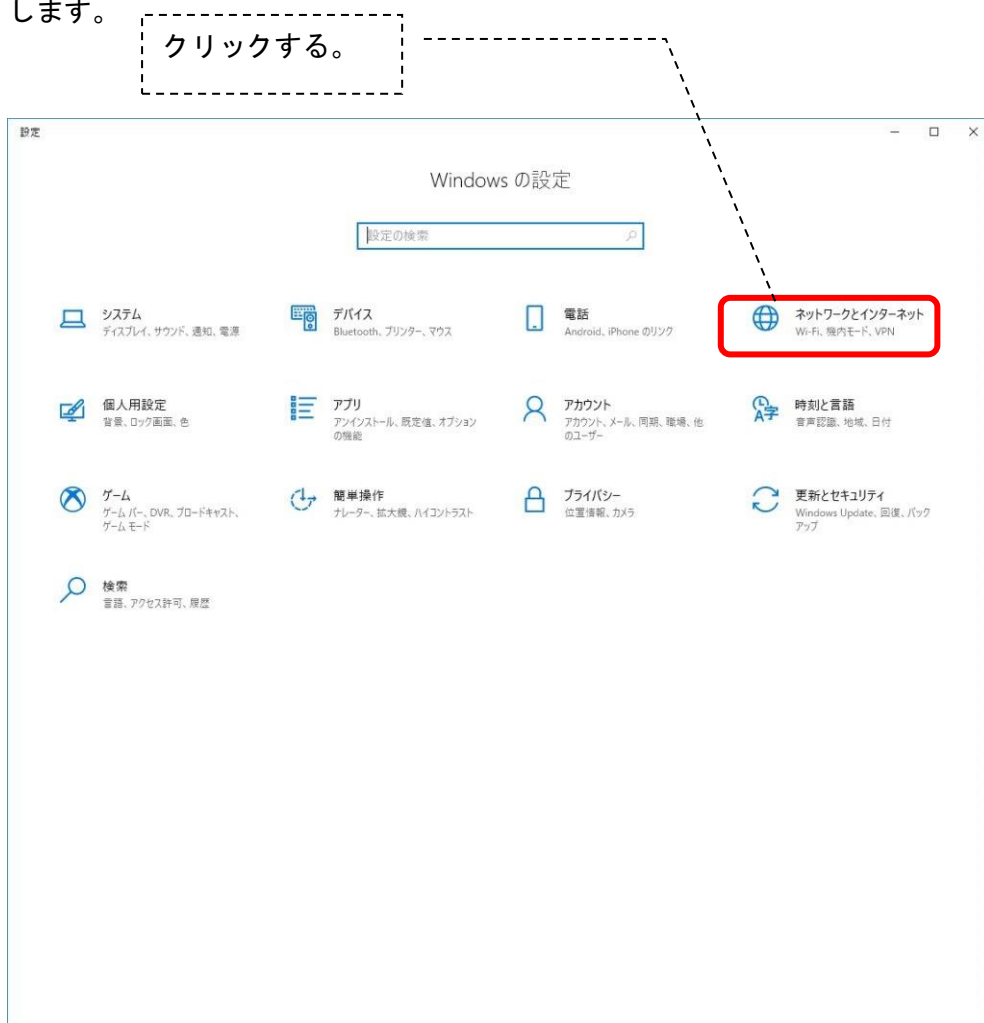 します。
クリックする。
設定
Windows の設定
設定の検索
システム
ディスプレイ、サウンド、通知、電源
デバイス
Bluetooth、プリンター、マウス
電話
Android、iPhone のリンク
ネットワークとインターネット
Wi-Fi、機内モード、VPN
個人用設定
背景、ロック画面、色
アプリ
アンインストール、既定値、オプション
の機能
アカウント
アカウント、メール、同期、職場、他
のユーザー
時刻と言語
音声認識、地域、日付
ゲーム
ゲーム バー、DVR、ブロードキャスト、
ゲーム モード
簡単操作
ナレーター、拡大鏡、ハイコントラスト
プライバシー
位置情報、カメラ
更新とセキュリティ
Windows Update、回復、バック
アップ
検索
言語、アクセス許可、履歴